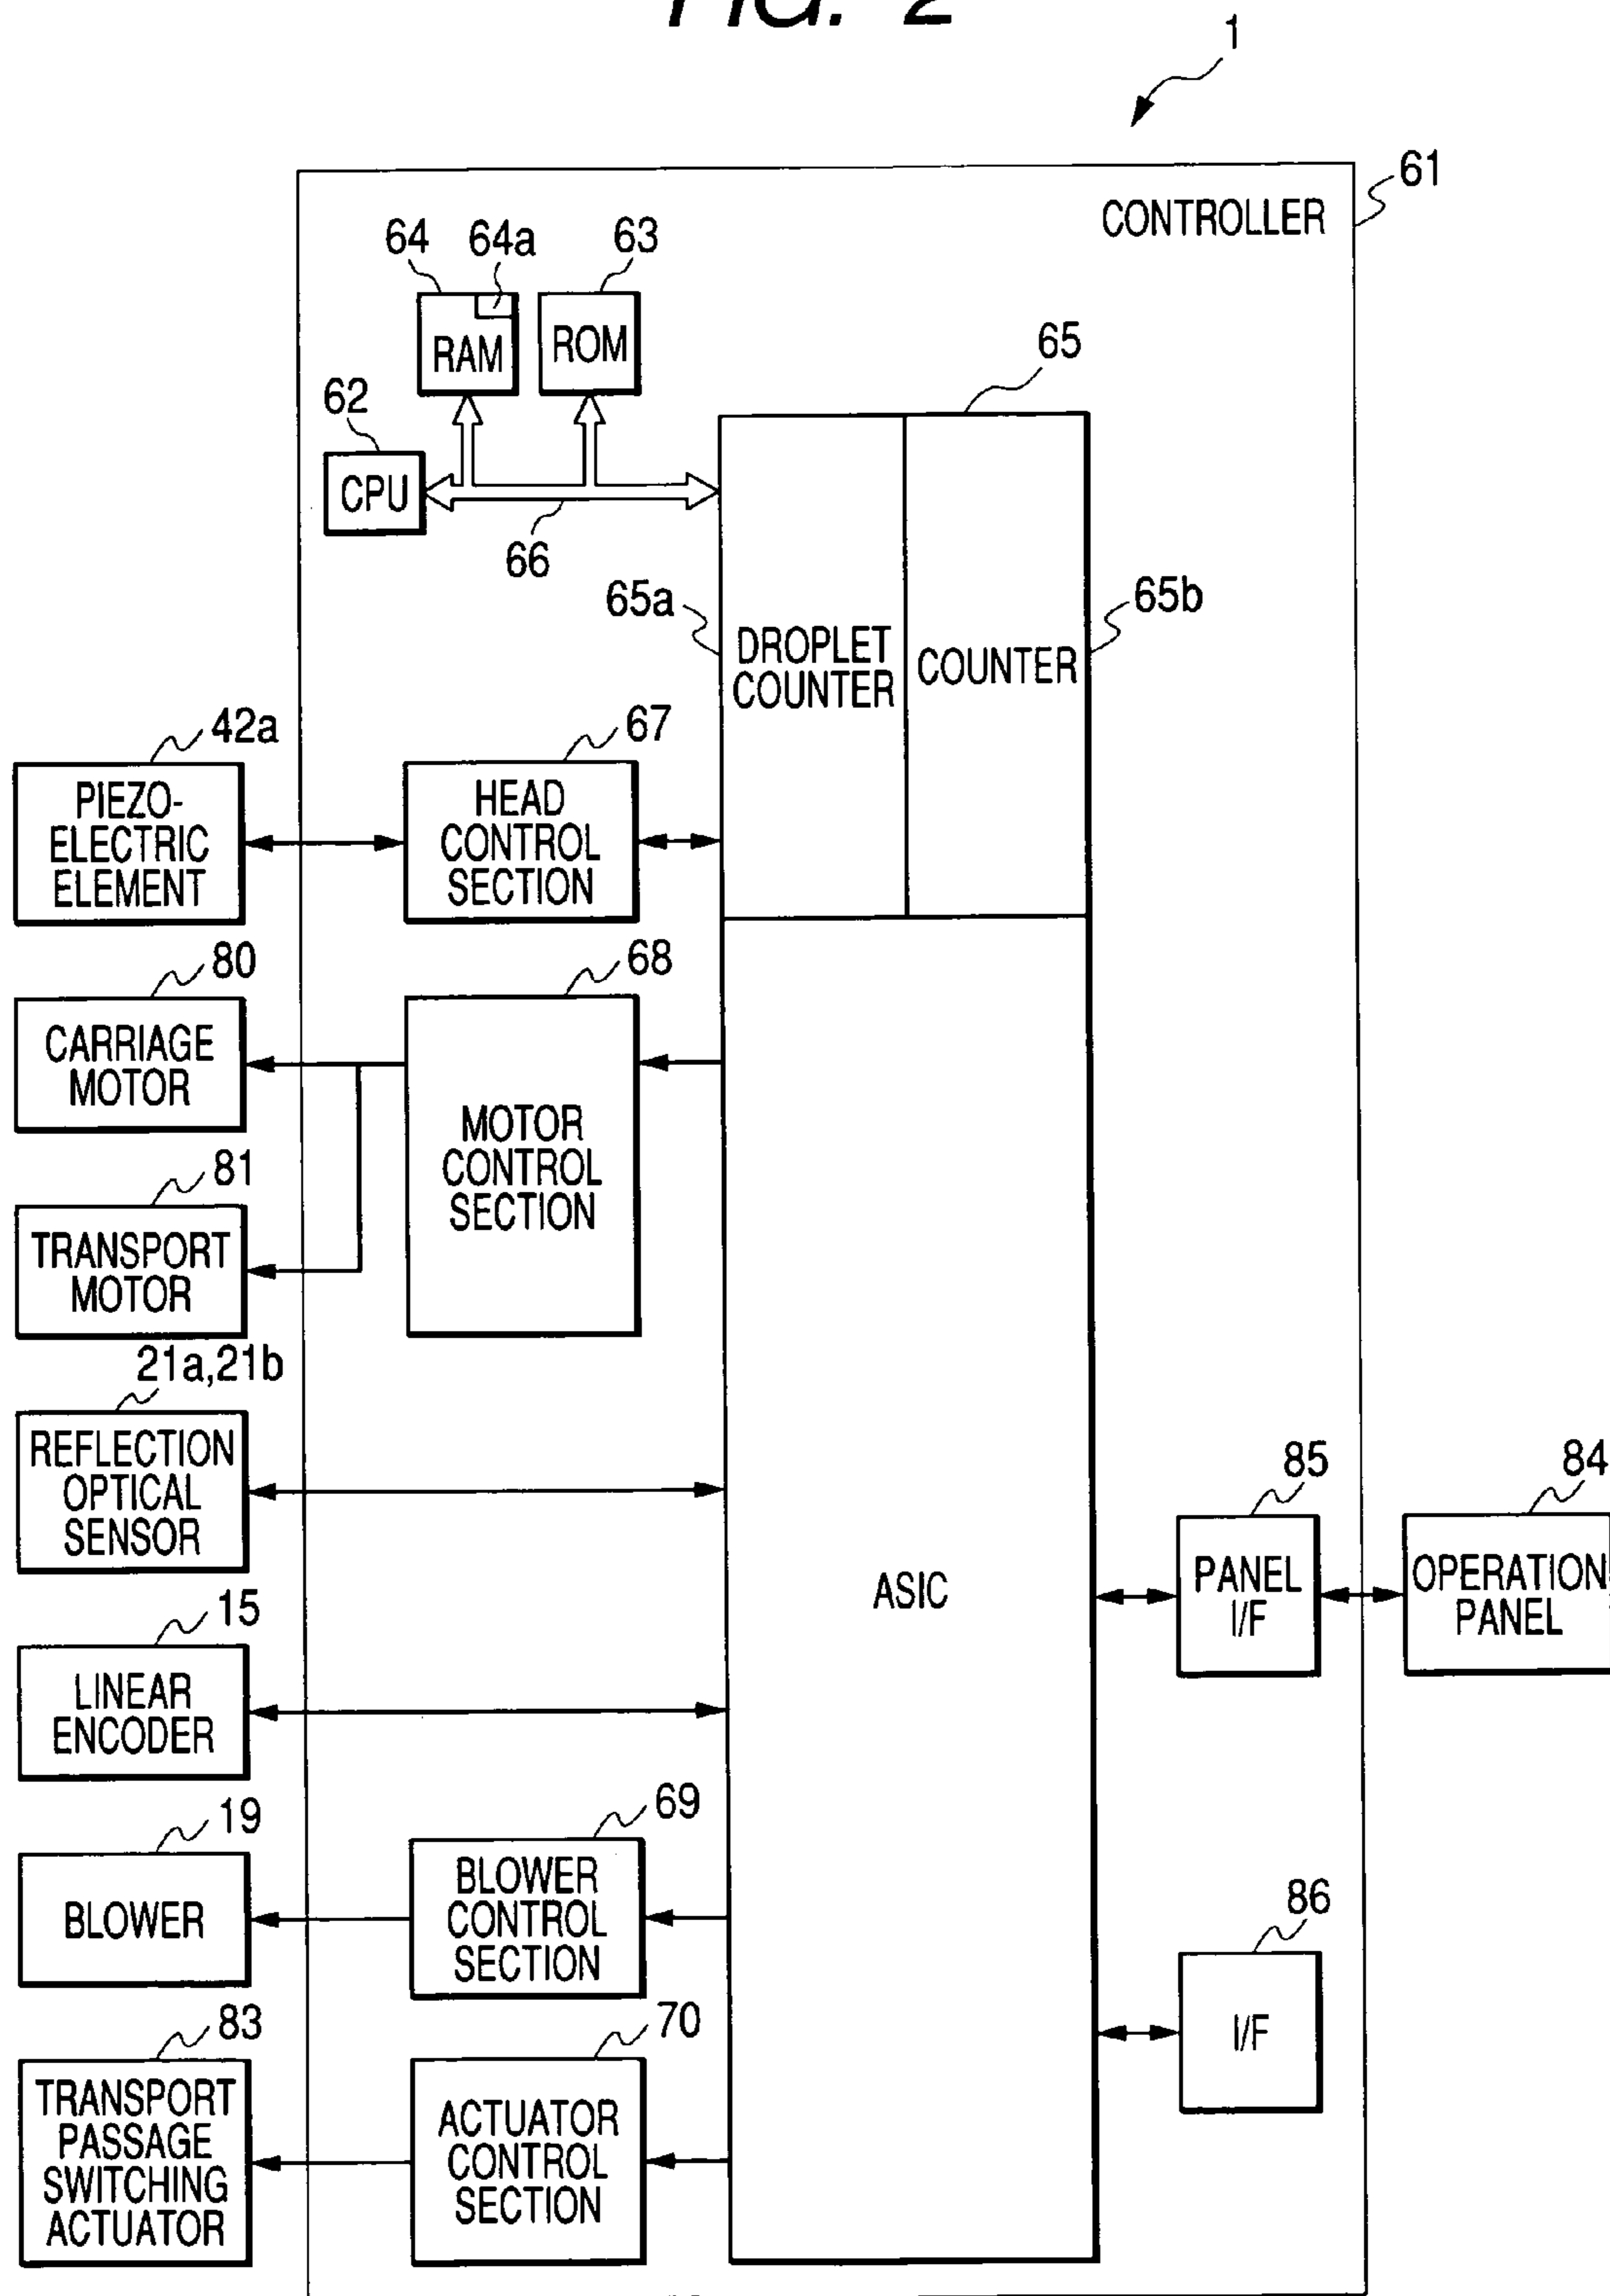 FIG. 2
1
61
CONTROLLER
64
64a
63
RAM
ROM
65
62
CPU
66
65a
65b
DROPLET
COUNTER
COUNTER
42a
67
PIEZO-
ELECTRIC
ELEMENT
HEAD
CONTROL
SECTION
80
68
CARRIAGE
MOTOR
MOTOR
CONTROL
SECTION
81
TRANSPORT
MOTOR
21a,21b
REFLECTION
OPTICAL
SENSOR
85
84
ASIC
PANEL
I/F
OPERATION
PANEL
15
LINEAR
ENCODER
19
69
BLOWER
BLOWER
CONTROL
SECTION
86
I/F
83
70
TRANSPORT
PASSAGE
SWITCHING
ACTUATOR
ACTUATOR
CONTROL
SECTION